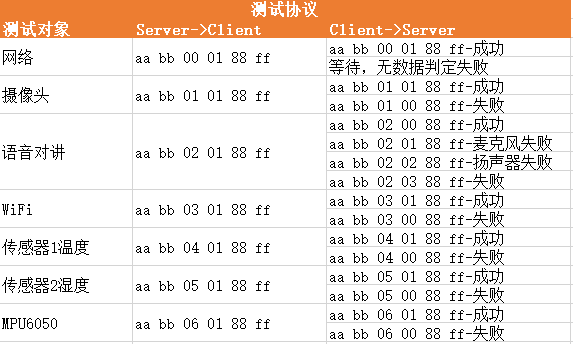 测试协议
测试对象 Server->Client Client->Server
网络 aa bb 00 01 88 ff aa bb 00 01 88 ff-成功
等待，无数据判定失败
摄像头 aa bb 01 01 88 ff aa bb 01 01 88 ff-成功
aa bb 01 00 88 ff-失败
语音对讲 aa bb 02 01 88 ff aa bb 02 00 88 ff-成功
aa bb 02 01 88 ff-麦克风失败
aa bb 02 02 88 ff-扬声器失败
aa bb 02 03 88 ff-失败
WiFi aa bb 03 01 88 ff aa bb 03 01 88 ff-成功
aa bb 03 00 88 ff-失败
传感器1温度 aa bb 04 01 88 ff aa bb 04 01 88 ff-成功
aa bb 04 00 88 ff-失败
传感器2湿度 aa bb 05 01 88 ff aa bb 05 01 88 ff-成功
aa bb 05 00 88 ff-失败
MPU6050 aa bb 06 01 88 ff aa bb 06 01 88 ff-成功
aa bb 06 00 88 ff-失败